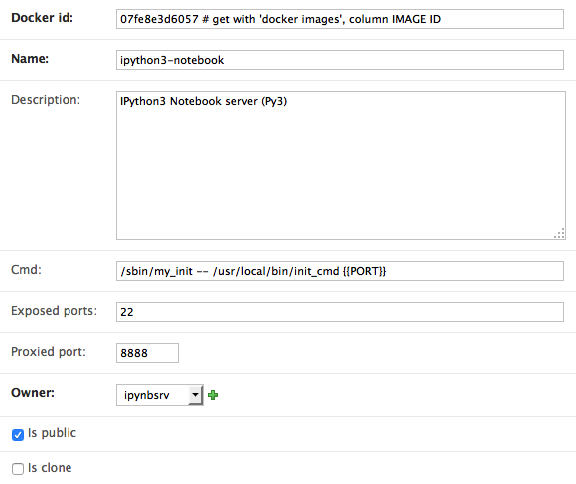 Docker id: 07fe8e3d6057 # get with 'docker images', column IMAGE ID
Name: ipython3-notebook
Description: IPython3 Notebook server (Py3)
Cmd: /sbin/my_init -- /usr/local/bin/init_cmd {{PORT}}
Exposed ports: 22
Proxied port: 8888
Owner: ipynbsrv
Is public
Is clone